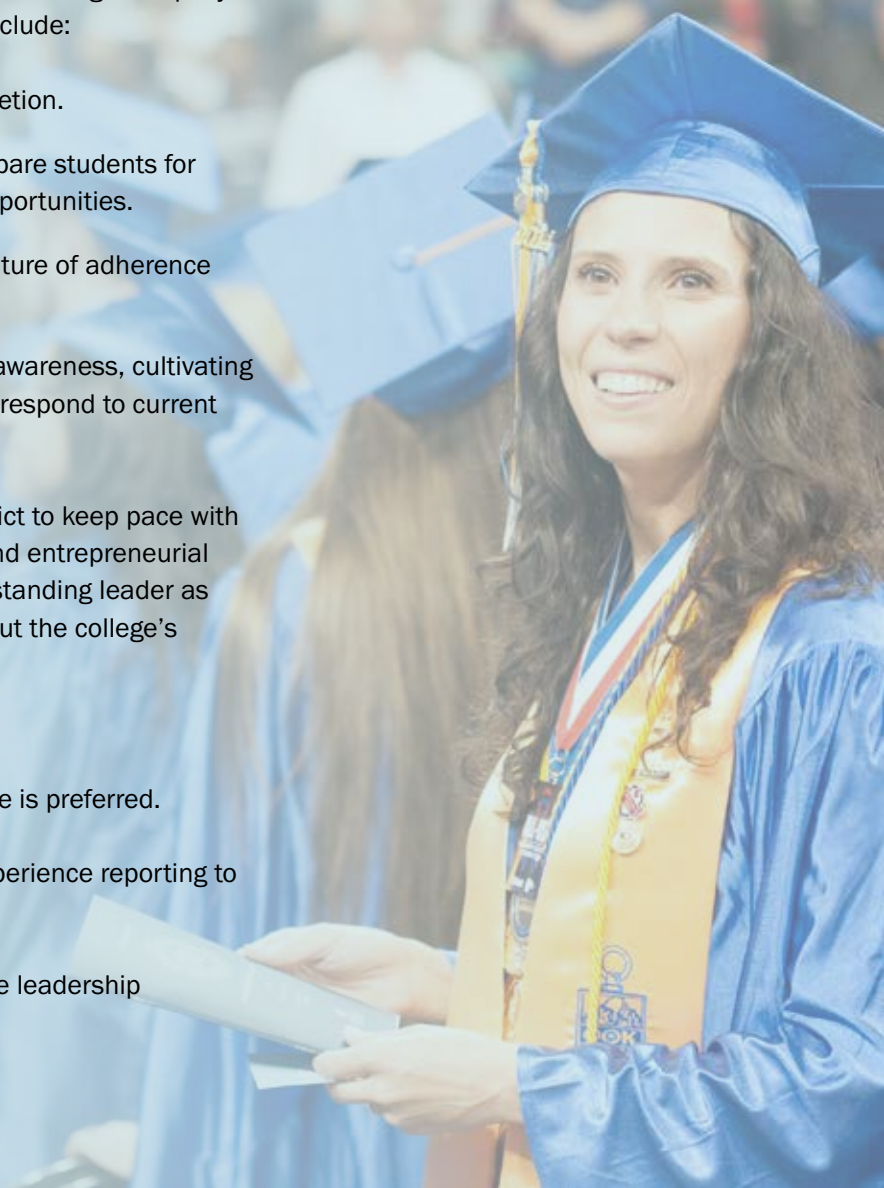 clude:
etion.
pare students for
portunities.
ture of adherence
awareness, cultivating
respond to current
ict to keep pace with
nd entrepreneurial
standing leader as
ut the college's
e is preferred.
perience reporting to
e leadership